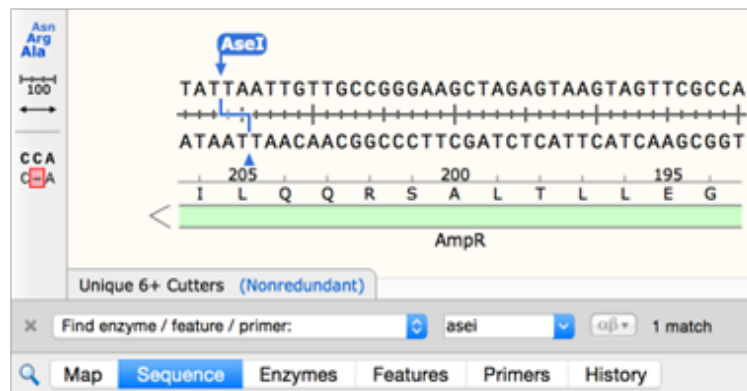 Asn
Arg
Ala
AseI
100
TATTAATTGTTGCCGGGAAGCTAGAGTAAGTAGTTCGCCA
ATAATTAACAACGGCCCTTCGATCTCATTCATCAAGCGGT
CCA
C-A
205 200 195
I L Q Q R S A L T L L E G
AmpR
Unique 6+ Cutters (Nonredundant)
Find enzyme / feature / primer: asei αβ 1 match
Map Sequence Enzymes Features Primers History